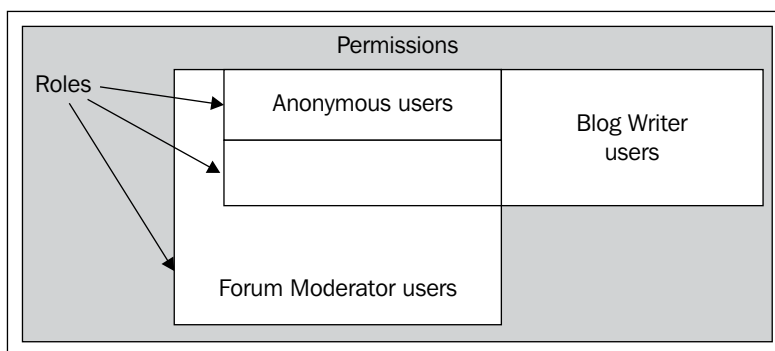 Permissions
Roles
Anonymous users
Blog Writer
users
Forum Moderator users